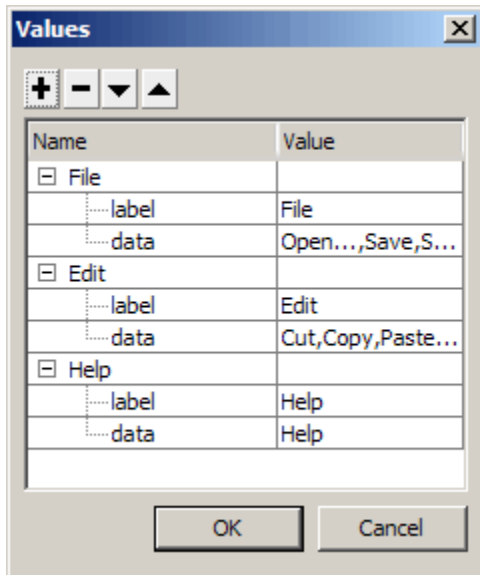 Values
Name Value
File
label File
data Open...,Save,S...
Edit
label Edit
data Cut,Copy,Paste...
Help
label Help
data Help
OK Cancel